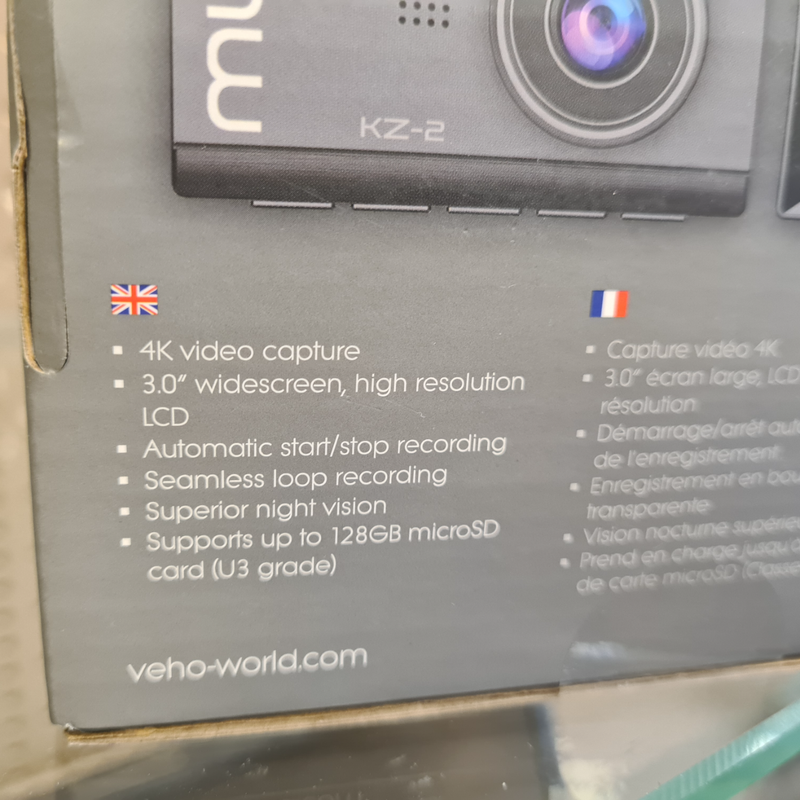 mu
KZ-2
4K video capture
3.0" widescreen, high resolution
LCD
Automatic start/stop recording
Seamless loop recording
Superior night vision
Supports up to 128GB microSD
card (U3 grade)
veho-world.com
Capture vidéo 4K
3.0" écran large, LCD
résolution
Démarrage/arrêt
de l'enregistrement
Enregistrement en
transparente
Vision nocturne
Prend en charge
de carte microSD